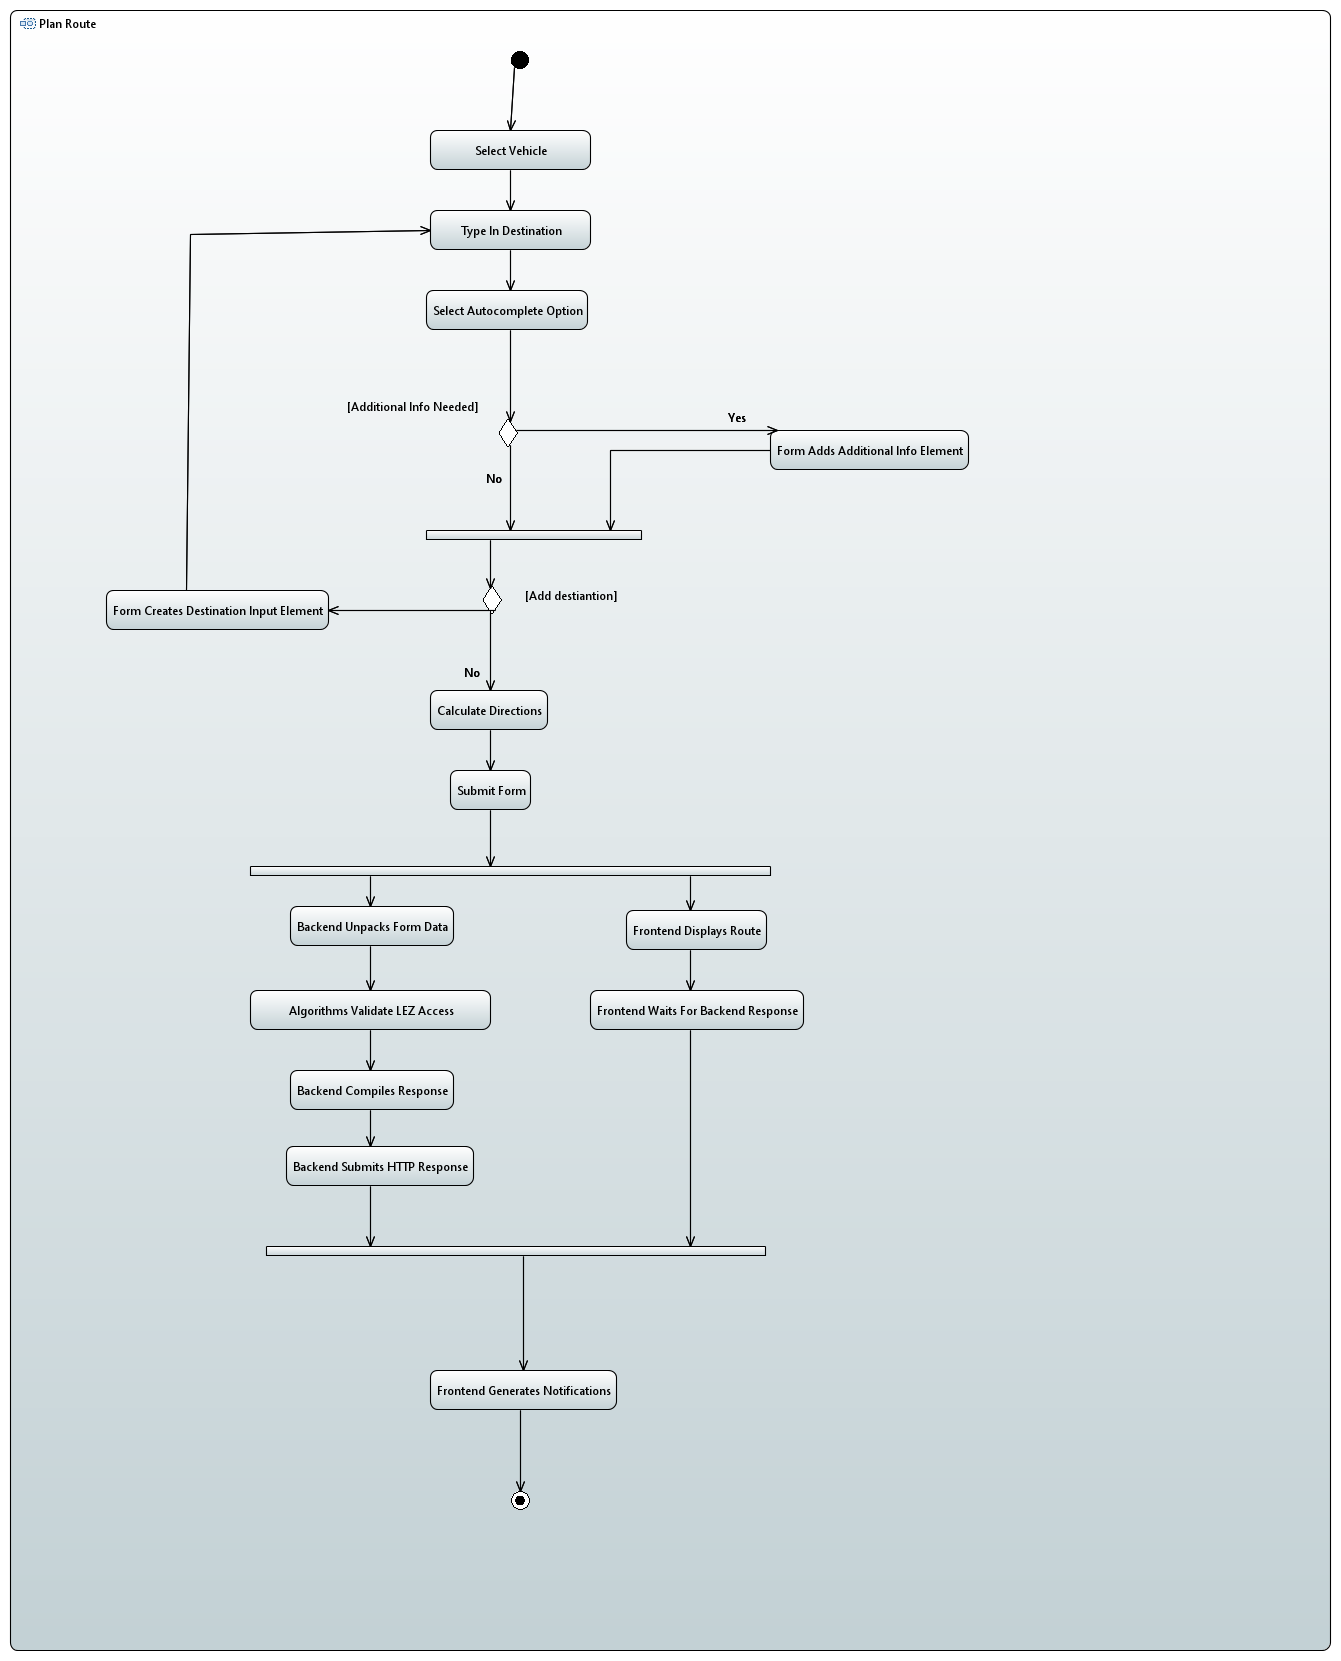 Plan Route
Select Vehicle
Type In Destination
Select Autocomplete Option
[Additional Info Needed]
Yes
Form Adds Additional Info Element
No
[Add destiantion]
Form Creates Destination Input Element
No
Calculate Directions
Submit Form
Backend Unpacks Form Data
Frontend Displays Route
Algorithms Validate LEZ Access
Frontend Waits For Backend Response
Backend Compiles Response
Backend Submits HTTP Response
Frontend Generates Notifications